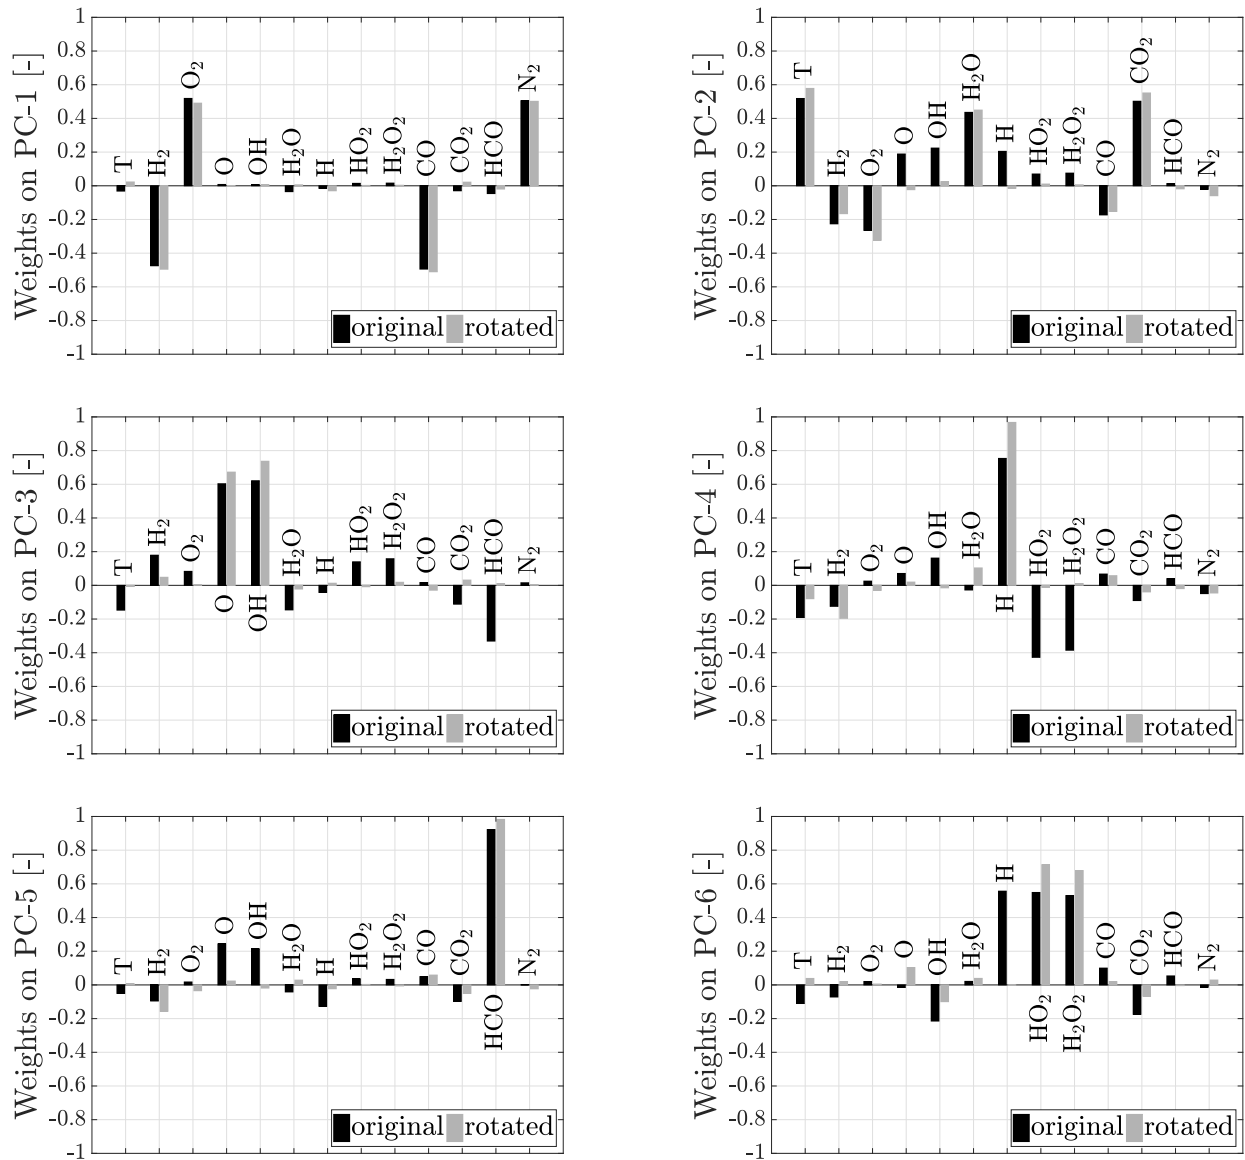 Weights on PC-1 [-]
1
0.8
0.6
0.4
0.2
0
-0.2
-0.4
-0.6
-0.8
-1
T
H₂
O₂
O
OH
H₂O
H
HO₂
H₂O₂
CO
CO₂
HCO
N₂
original rotated
Weights on PC-2 [-]
1
0.8
0.6
0.4
0.2
0
-0.2
-0.4
-0.6
-0.8
-1
T
H₂
O₂
O
OH
H₂O
H
HO₂
H₂O₂
CO
CO₂
HCO
N₂
original rotated
Weights on PC-3 [-]
1
0.8
0.6
0.4
0.2
0
-0.2
-0.4
-0.6
-0.8
-1
T
H₂
O₂
O
OH
H₂O
H
HO₂
H₂O₂
CO
CO₂
HCO
N₂
original rotated
Weights on PC-4 [-]
1
0.8
0.6
0.4
0.2
0
-0.2
-0.4
-0.6
-0.8
-1
T
H₂
O₂
O
OH
H₂O
H
HO₂
H₂O₂
CO
CO₂
HCO
N₂
original rotated
Weights on PC-5 [-]
1
0.8
0.6
0.4
0.2
0
-0.2
-0.4
-0.6
-0.8
-1
T
H₂
O₂
O
OH
H₂O
H
HO₂
H₂O₂
CO
CO₂
HCO
N₂
original rotated
Weights on PC-6 [-]
1
0.8
0.6
0.4
0.2
0
-0.2
-0.4
-0.6
-0.8
-1
T
H₂
O₂
O
OH
H₂O
H
HO₂
H₂O₂
CO
CO₂
HCO
N₂
original rotated